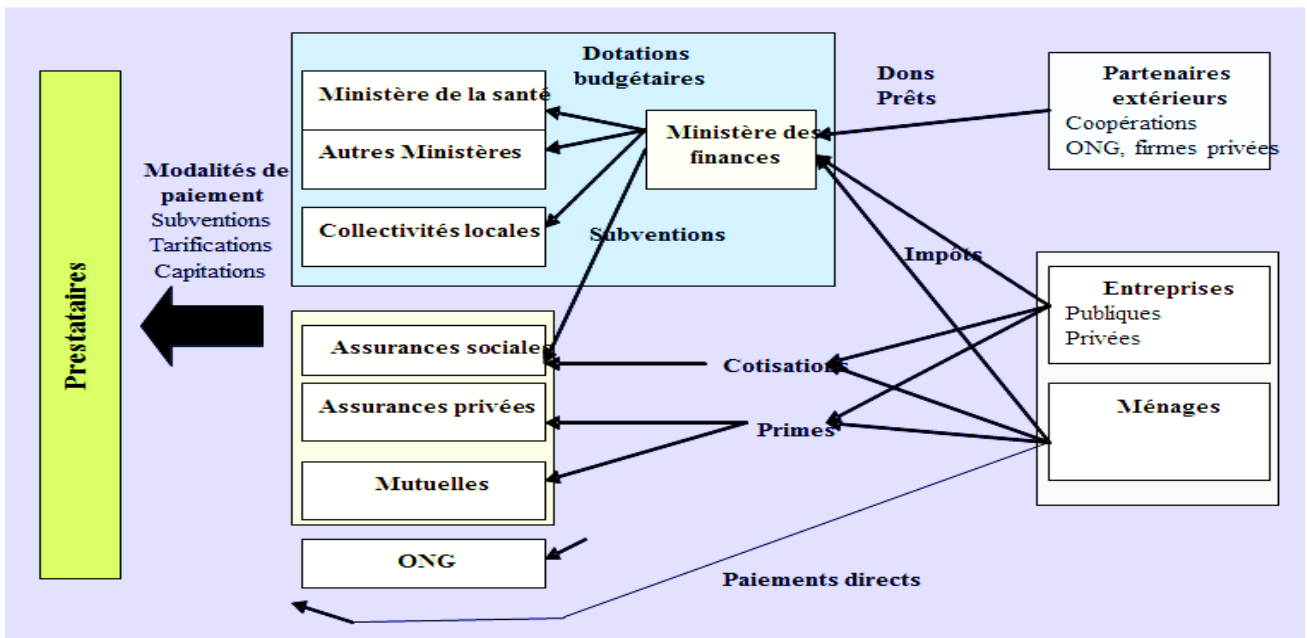 Prestataires
Modalités de
paiement
Subventions
Tarifications
Capitations
Dotations
budgétaires
Ministère de la santé
Autres Ministères
Collectivités locales
Ministère des
finances
Subventions
Assurances sociales
Assurances privées
Mutuelles
ONG
Dons
Prêts
Impôts
Cotisations
Primes
Paiements directs
Partenaires
extérieurs
Coopérations
ONG, firmes privées
Entreprises
Publiques
Privées
Ménages